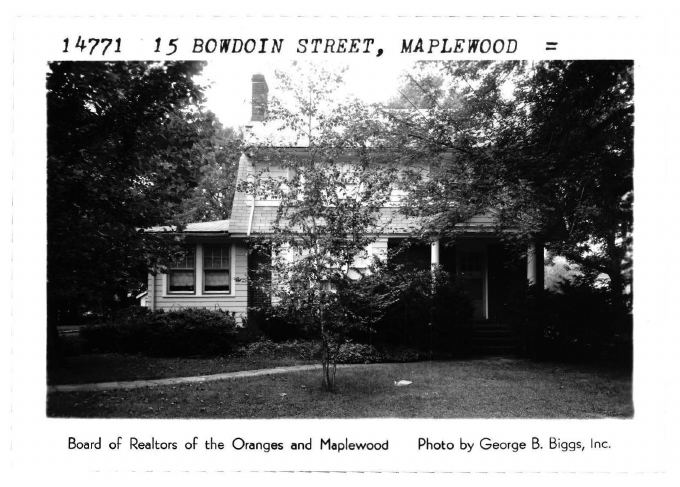 14771 15 BOWDOIN STREET, MAPLEWOOD =
Board of Realtors of the Oranges and Maplewood Photo by George B. Biggs, Inc.